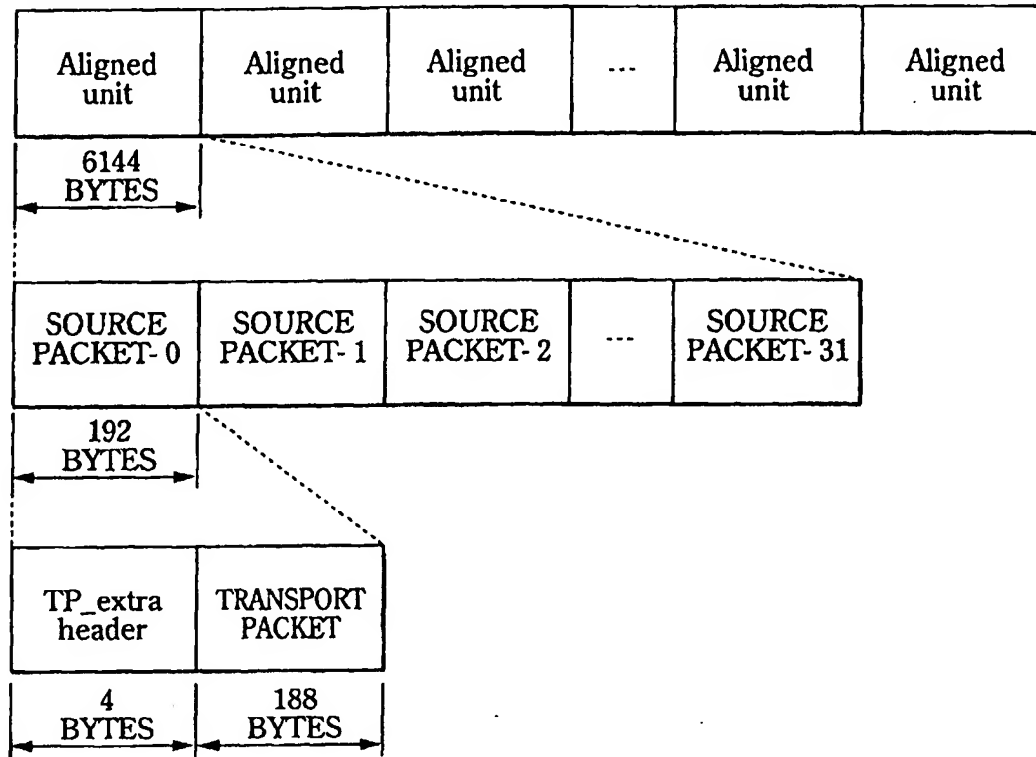 Aligned
unit
Aligned
unit
Aligned
unit
---
Aligned
unit
Aligned
unit
6144
BYTES
SOURCE
PACKET- 0
SOURCE
PACKET- 1
SOURCE
PACKET- 2
---
SOURCE
PACKET- 31
192
BYTES
TP_extra
header
TRANSPORT
PACKET
4
BYTES
188
BYTES